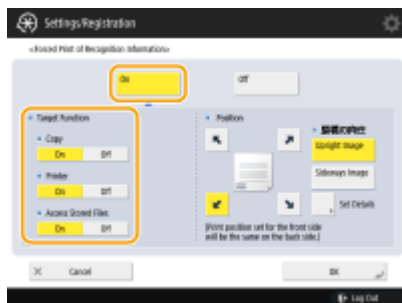 Settings/Registration
<Forced Print of Recognition Information>
On
Off
Target Function
Copy
On
Off
Printer
On
Off
Access Stored Files
On
Off
Position
Upright Image
Sideways Image
Set Details
[Print position set for the front side
will be the same on the back side.]
Cancel
OK
Log Out